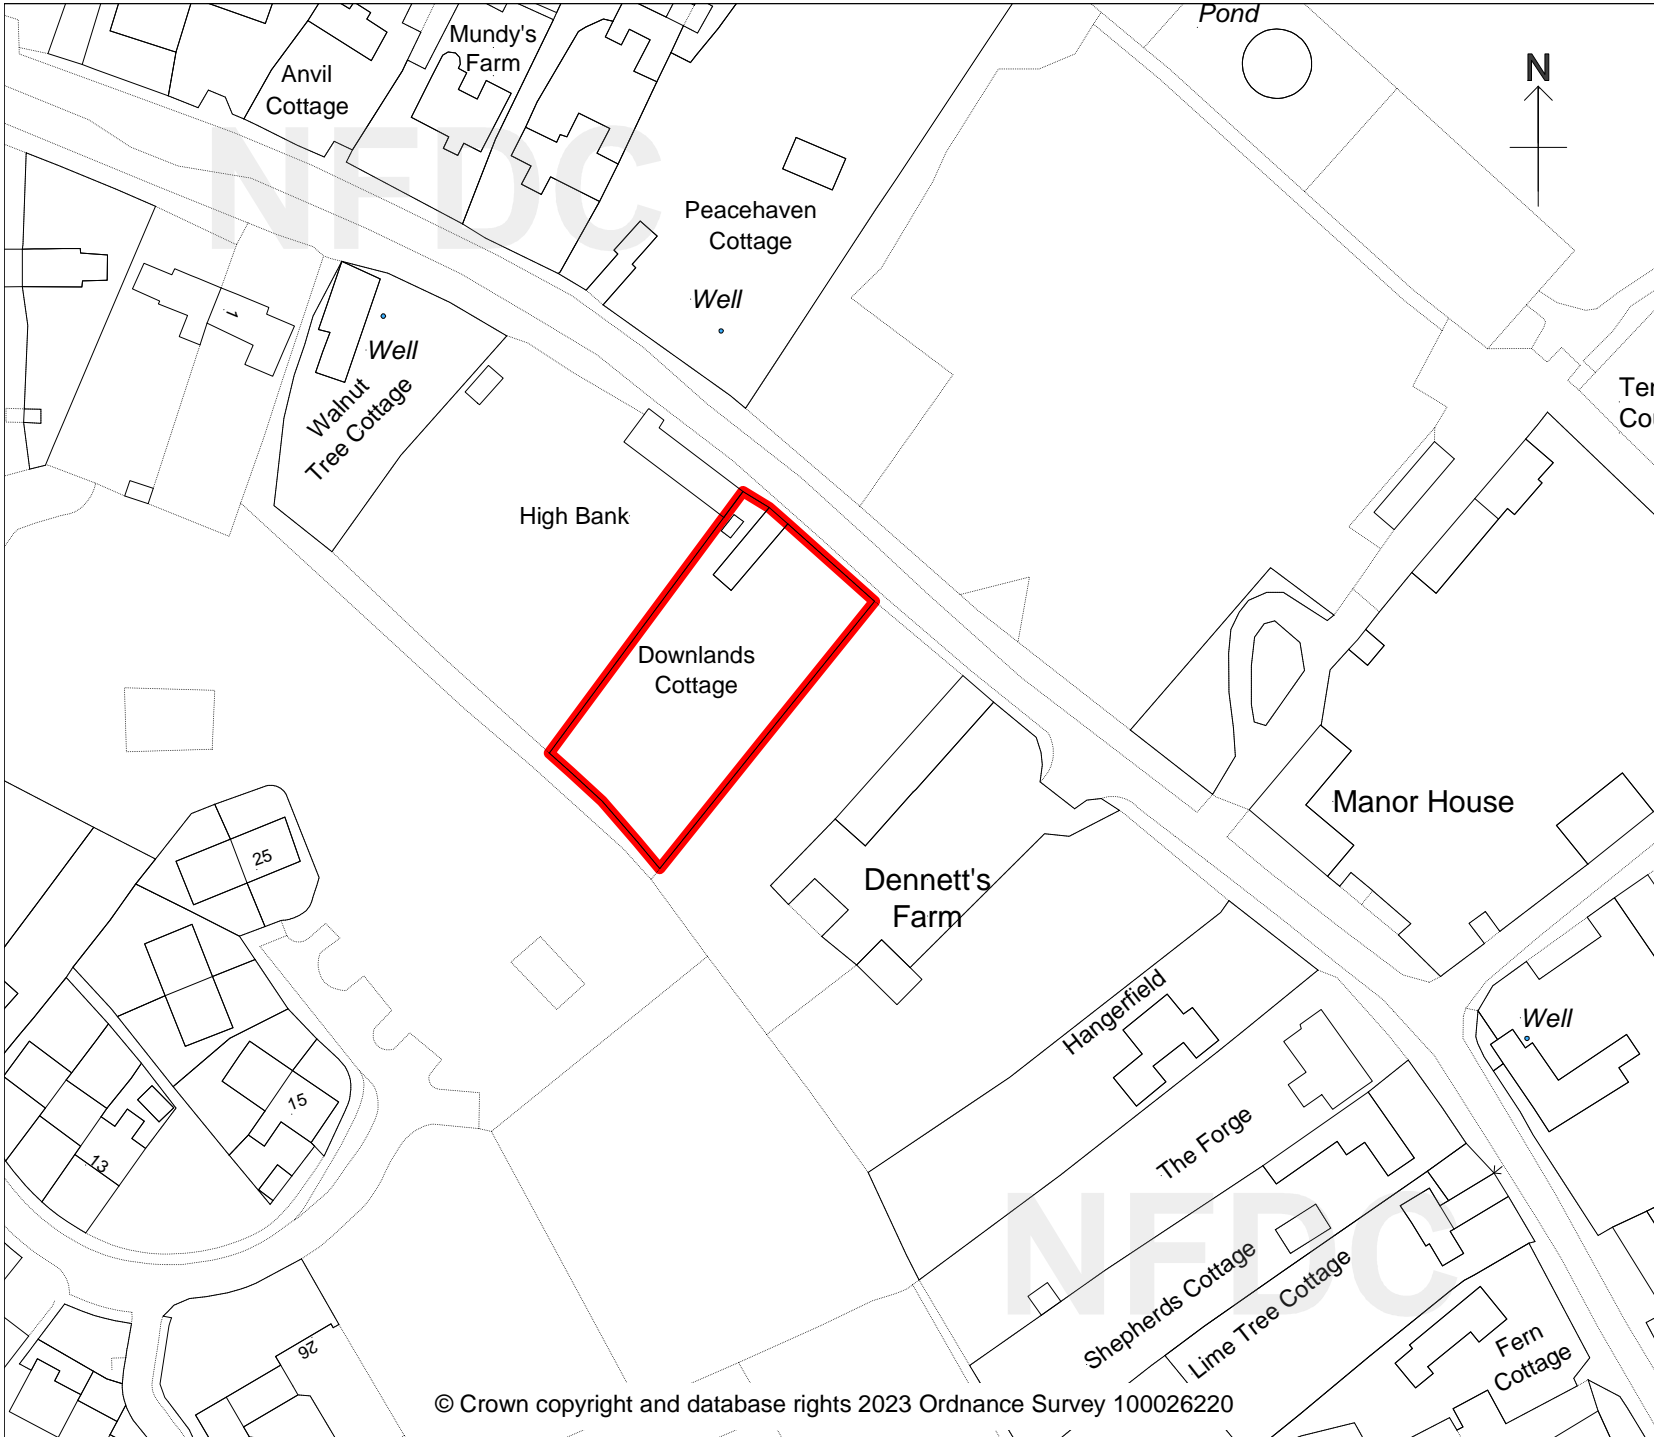 Pond
Mundy's
Farm
Anvil
Cottage
N
NFDC
Peacehaven
Cottage
Well
1
Well
Walnut
Tree Cottage
High Bank
Downlands
Cottage
Manor House
25
Dennett's
Farm
Hangerfield
Well
15
13
The Forge
NFDC
Shepherds Cottage
Lime Tree Cottage
26
Fern
Cottage
© Crown copyright and database rights 2023 Ordnance Survey 100026220